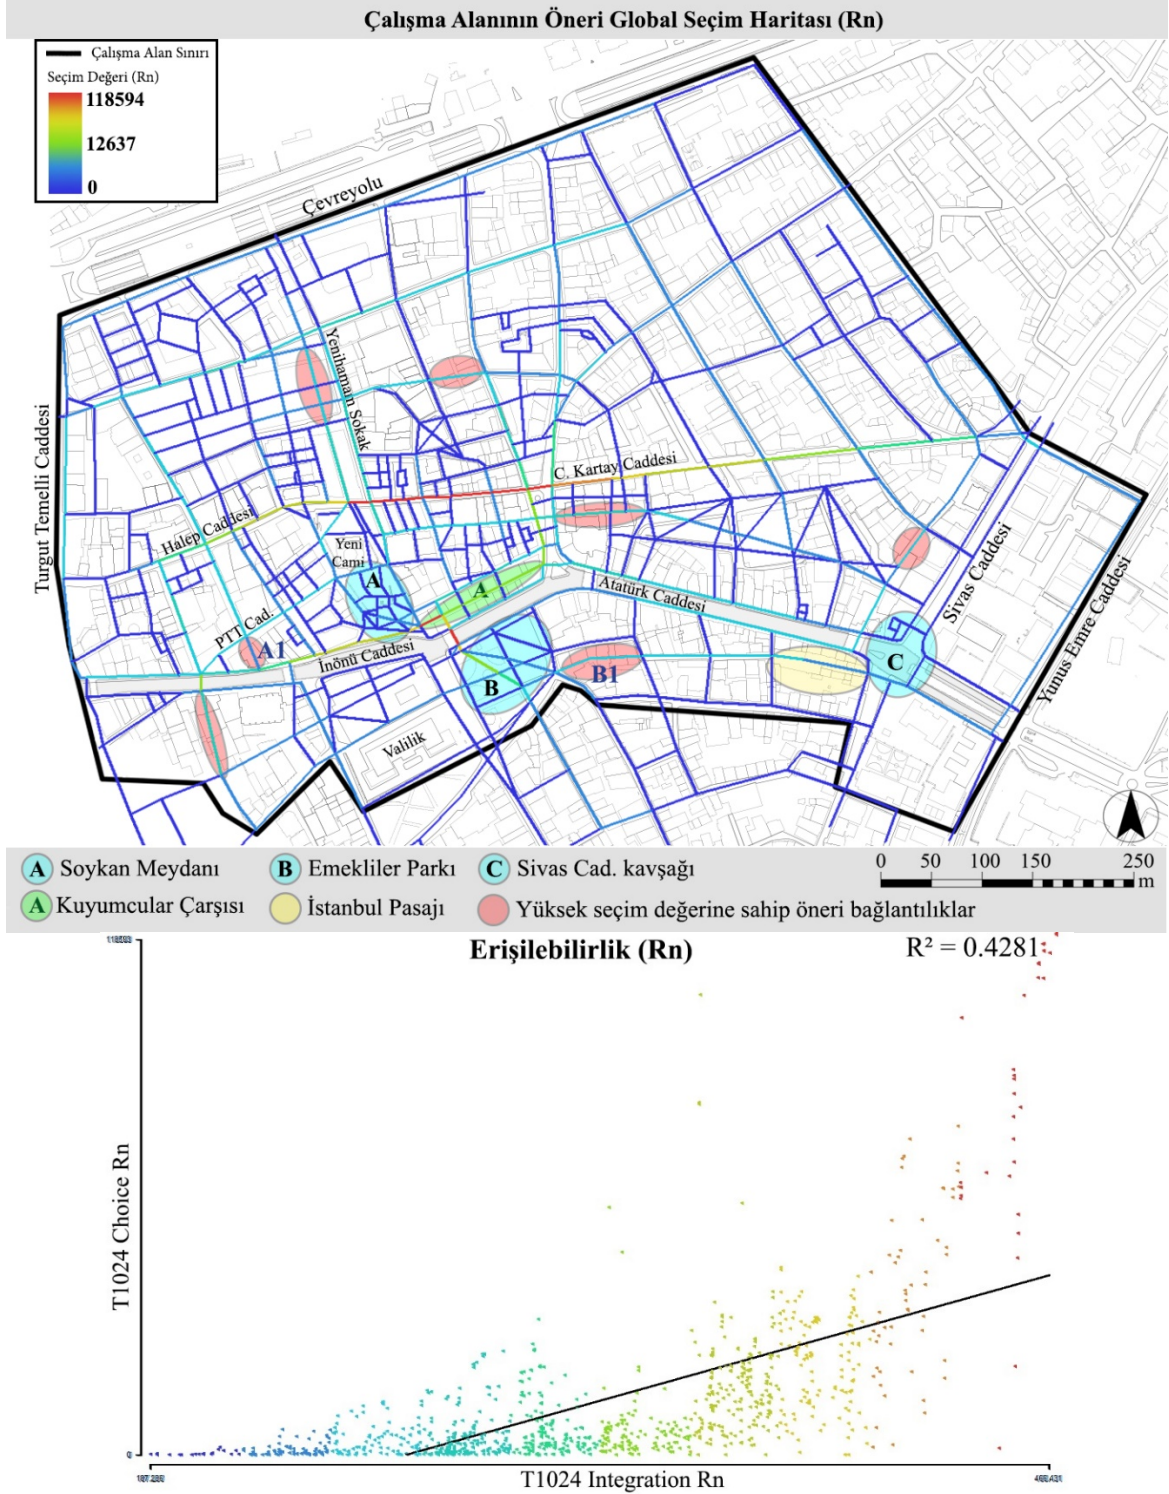 Çalışma Alanının Öneri Global Seçim Haritası (Rn)
Çalışma Alan Sınırı
Seçim Değeri (Rn)
118594
12637
0
Çevreyolu
Turgut Temelli Caddesi
Yenihamam Sokak
C. Kartay Caddesi
Halep Caddesi
Yeni
Cami
A
A
PTT Cad.
A1
İnönü Caddesi
Atatürk Caddesi
Sivas Caddesi
Yunus Emre Caddesi
B
B1
C
Valilik
A Soykan Meydanı
B Emekliler Parkı
C Sivas Cad. kavşağı
0 50 100 150 250
m
A Kuyumcular Çarşısı
İstanbul Pasajı
Yüksek seçim değerine sahip öneri bağlantılıklar
Erişilebilirlik (Rn)
R² = 0.4281
T1024 Choice Rn
0
T1024 Integration Rn